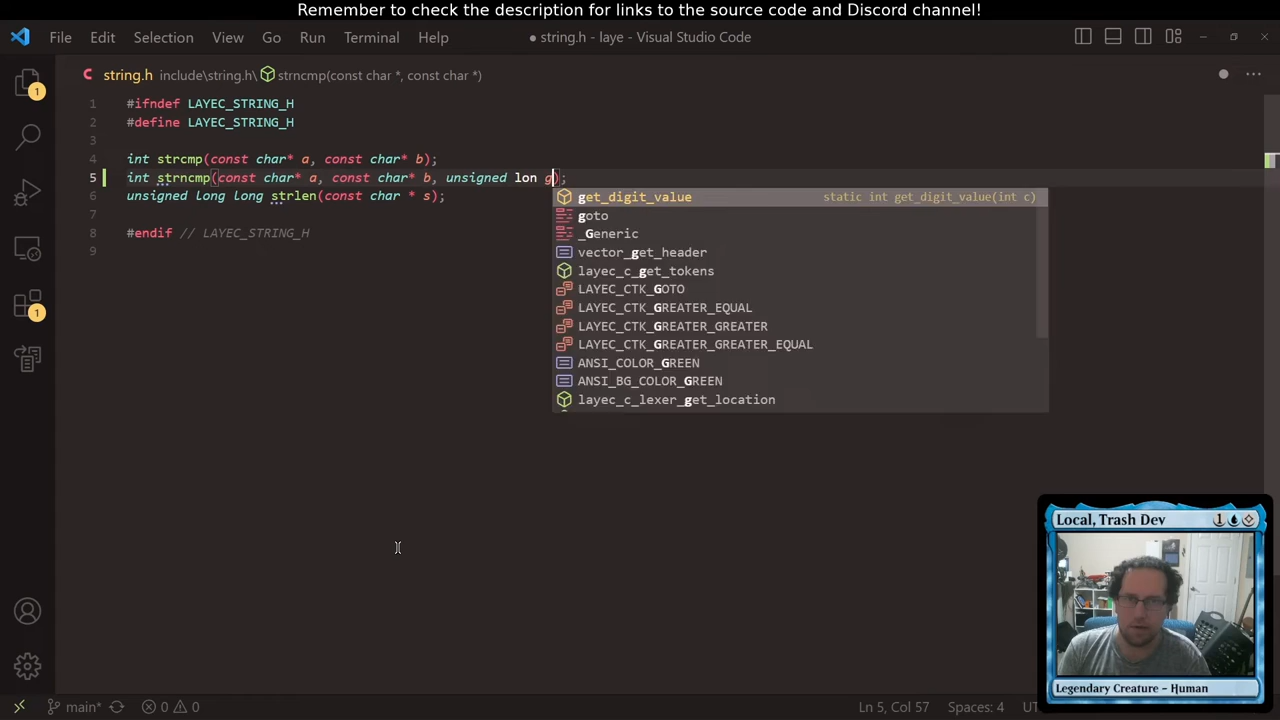 Remember to check the description for links to the source code and Discord channel!
File Edit Selection View Go Run Terminal Help ● string.h - laye - Visual Studio Code
C string.h include\string.h\ strncmp(const char *, const char *)
1 #ifndef LAYEC_STRING_H
2 #define LAYEC_STRING_H
3
4 int strcmp(const char* a, const char* b);
5 int strncmp(const char* a, const char* b, unsigned lon g);
6 unsigned long long strlen(const char * s);
7
8 #endif // LAYEC_STRING_H
9
get_digit_value static int get_digit_value(int c)
goto
_Generic
vector_get_header
layec_c_get_tokens
LAYEC_CTK_GOTO
LAYEC_CTK_GREATER_EQUAL
LAYEC_CTK_GREATER_GREATER
LAYEC_CTK_GREATER_GREATER_EQUAL
ANSI_COLOR_GREEN
ANSI_BG_COLOR_GREEN
layec_c_lexer_get_location
1
1
Local, Trash Dev 1
Legendary Creature - Human
main* 0 0 Ln 5, Col 57 Spaces: 4